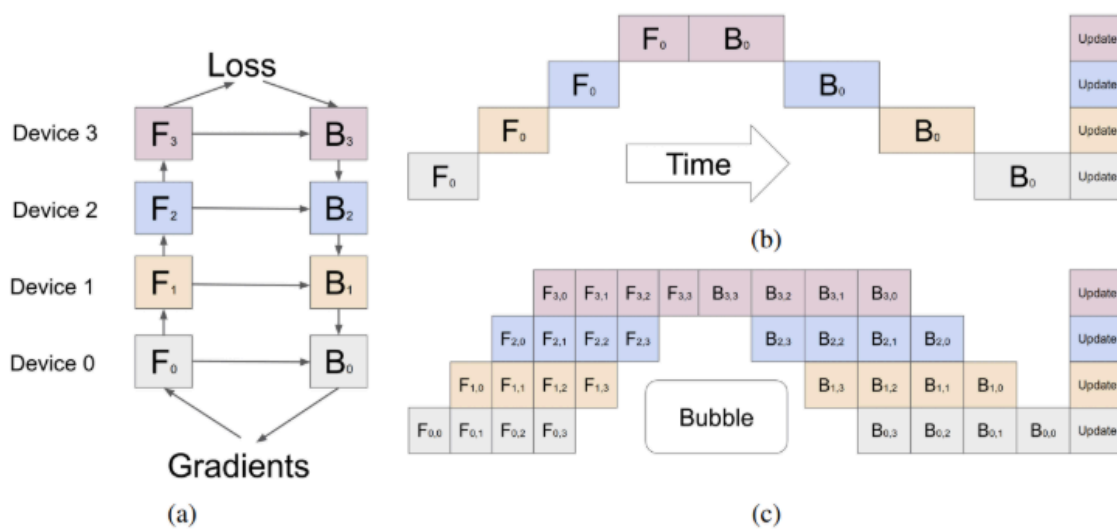 Loss
Device 3 F3 B3
Device 2 F2 B2
Device 1 F1 B1
Device 0 F0 B0
Gradients
(a)
F0 B0 Update
F0 B0 Update
F0 B0 Update
Time
F0 B0 Update
(b)
F3,0 F3,1 F3,2 F3,3 B3,3 B3,2 B3,1 B3,0 Update
F2,0 F2,1 F2,2 F2,3 B2,3 B2,2 B2,1 B2,0 Update
F1,0 F1,1 F1,2 F1,3 B1,3 B1,2 B1,1 B1,0 Update
Bubble
F0,0 F0,1 F0,2 F0,3 B0,3 B0,2 B0,1 B0,0 Update
(c)